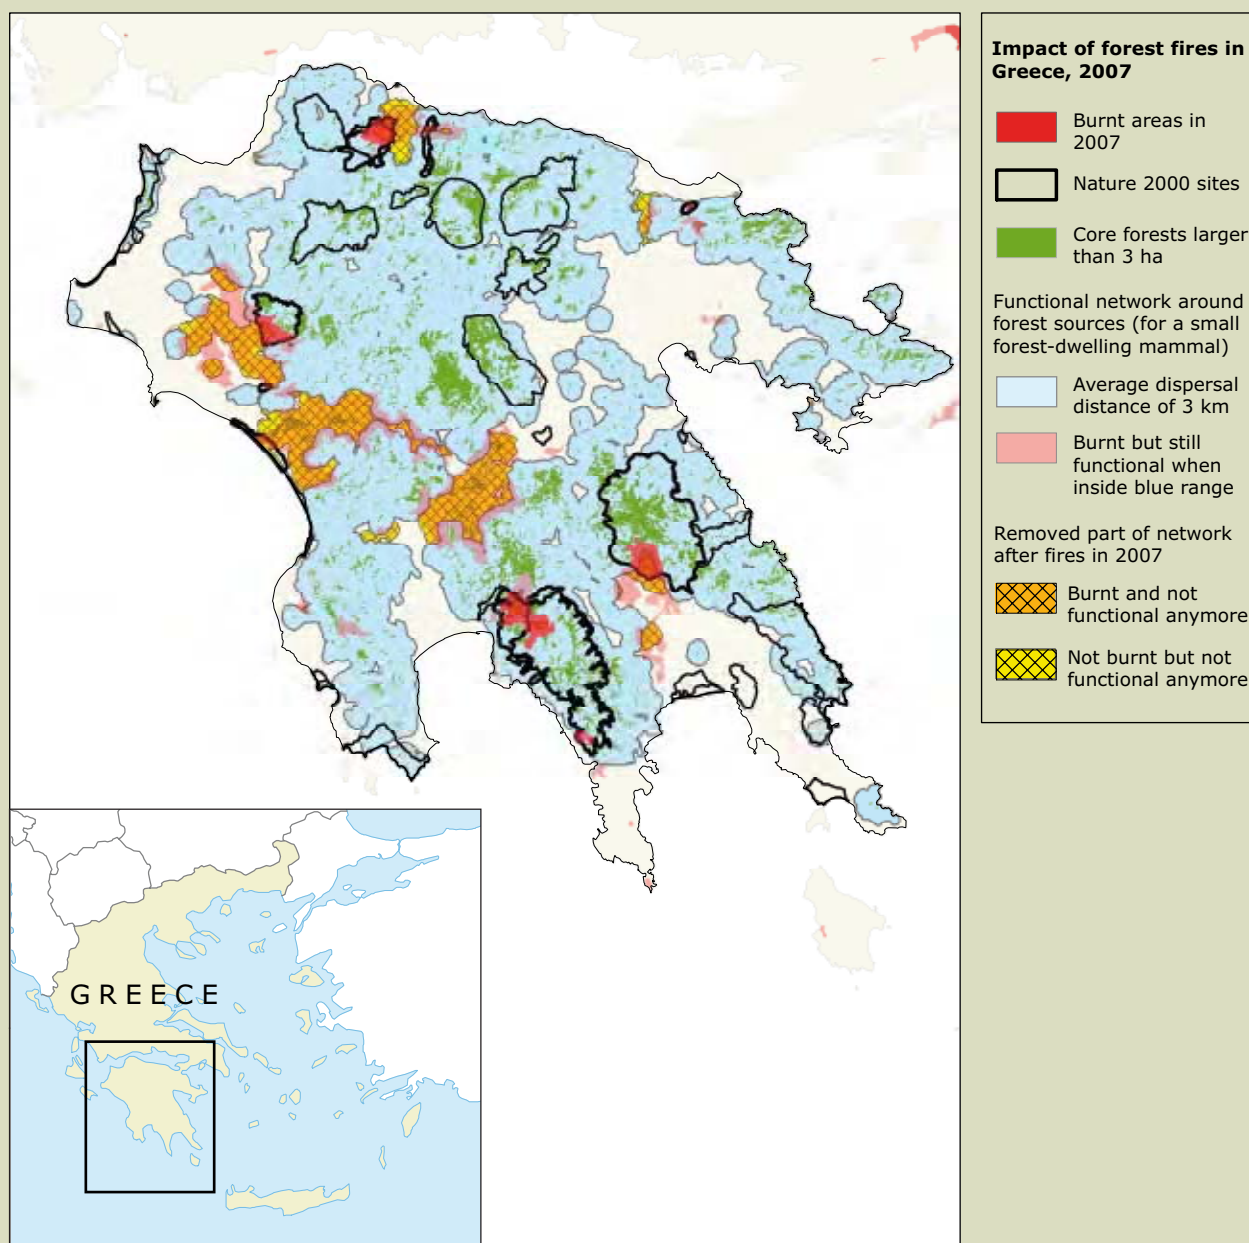 Impact of forest fires in
Greece, 2007
Burnt areas in
2007
Nature 2000 sites
Core forests larger
than 3 ha
Functional network around
forest sources (for a small
forest-dwelling mammal)
Average dispersal
distance of 3 km
Burnt but still
functional when
inside blue range
Removed part of network
after fires in 2007
Burnt and not
functional anymore
Not burnt but not
functional anymore
GREECE